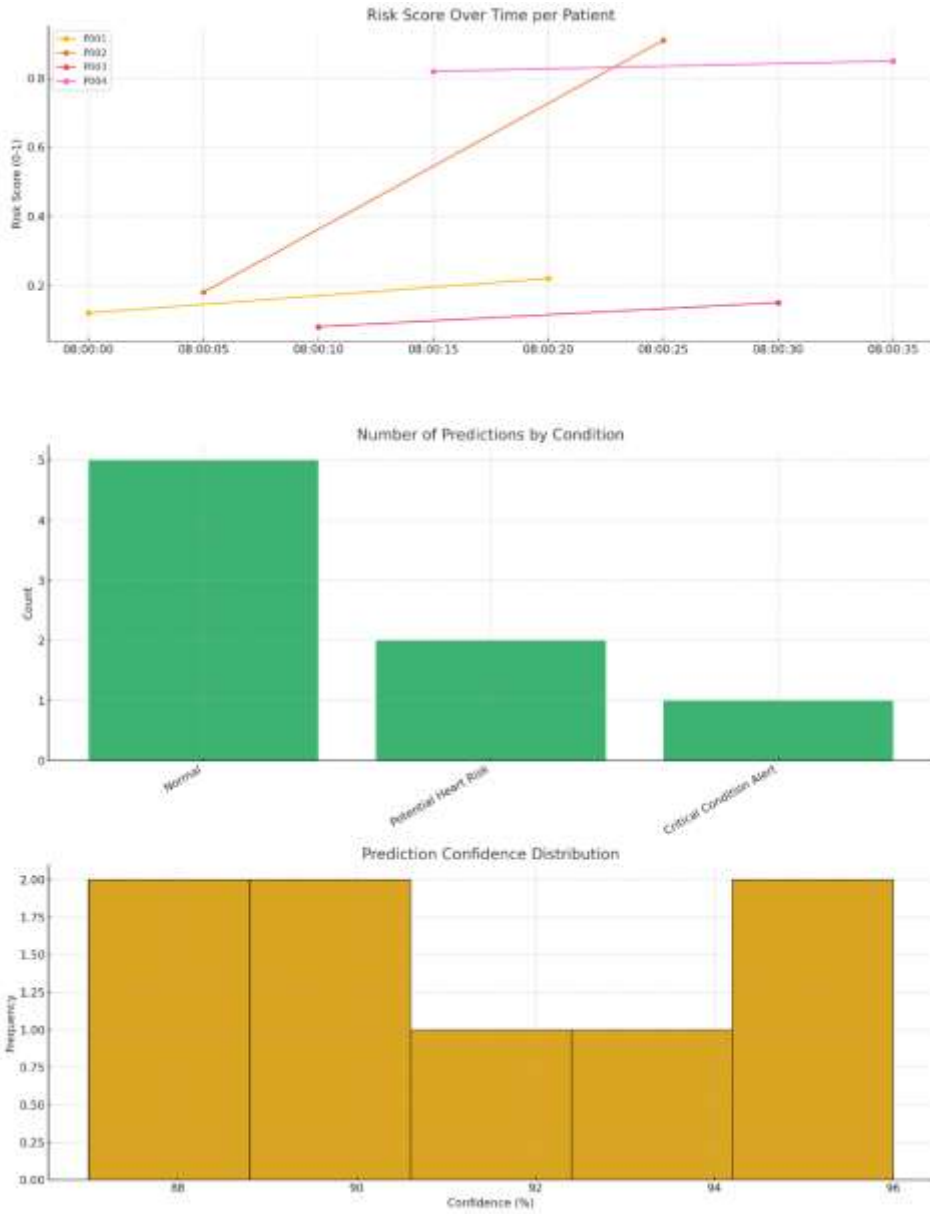 Risk Score Over Time per Patient
P001
P002
P003
P004
0.8
0.6
0.4
0.2
Risk Score (0-1)
08:00:00 08:00:05 08:00:10 08:00:15 08:00:20 08:00:25 08:00:30 08:00:35
Number of Predictions by Condition
5
4
3
2
1
0
Count
Normal
Potential Heart Risk
Critical Condition Alert
Prediction Confidence Distribution
2.00
1.75
1.50
1.25
1.00
0.75
0.50
0.25
0.00
Frequency
88 90 92 94 96
Confidence (%)